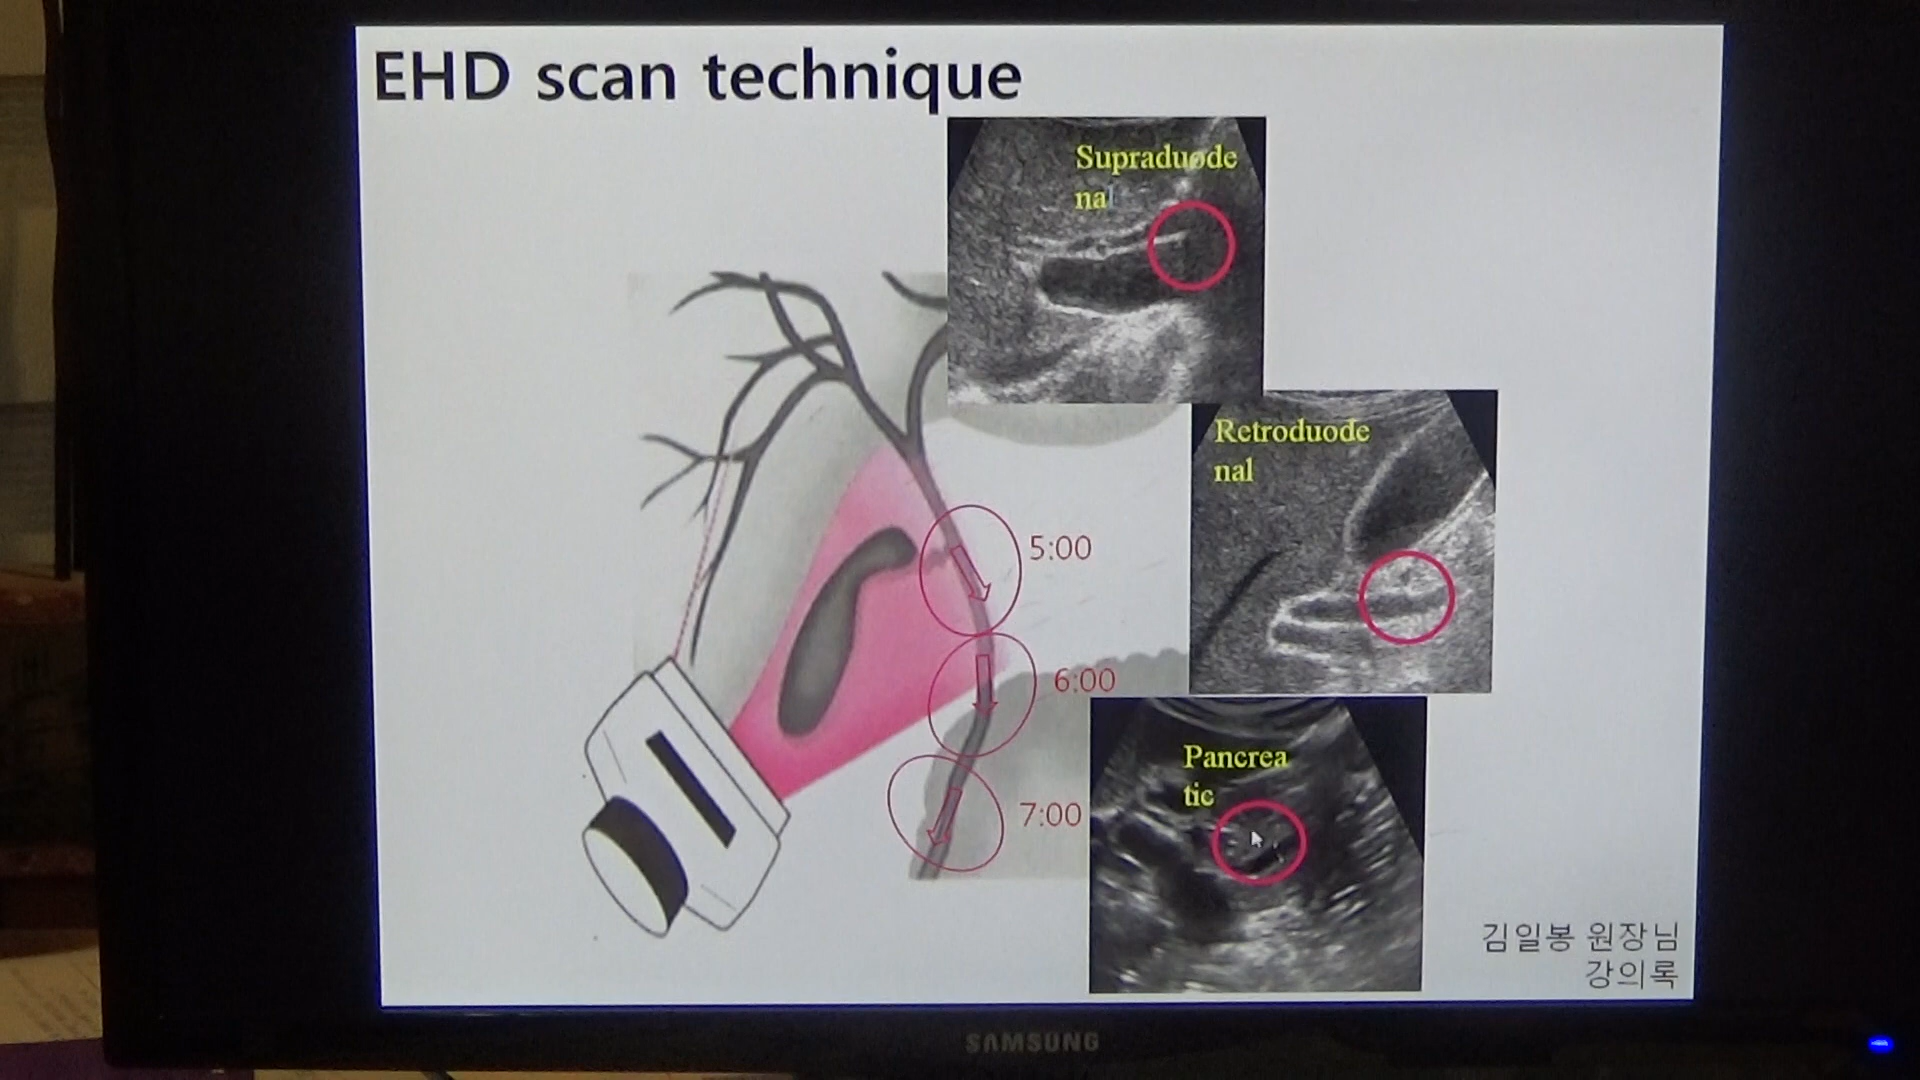 EHD scan technique
Supraduode
nal
Retroduode
nal
5:00
6:00
Pancrea
tic
7:00
김일봉 원장님
강의록
SAMSUNG